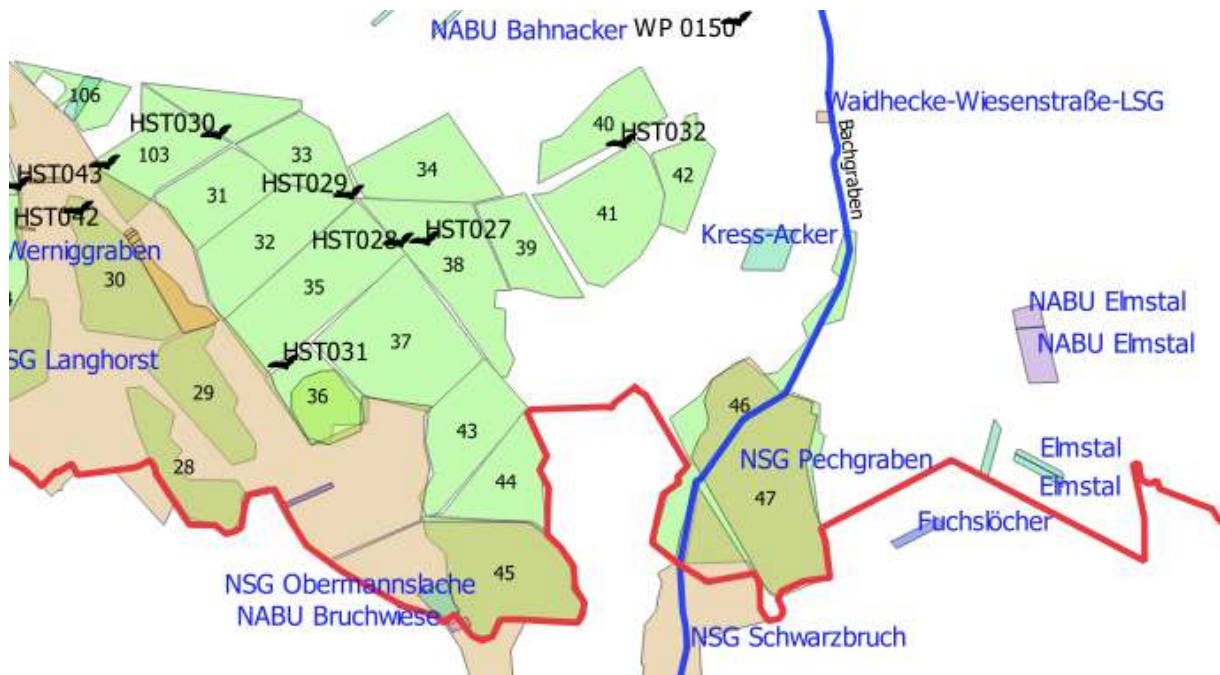 NABU Bahnacker WP 0150
106
Waidhecke-Wiesenstraße-LSG
HST030
40
HST032
Bachgraben
103
33
HST043
34
42
31
HST029
HST042
41
Werniggraben
32
HST028
HST027
Kress-Acker
39
30
38
35
NABU Elmstal
37
NABU Elmstal
SG Langhorst
HST031
29
36
46
43
Elmstal
NSG Pechgraben
28
44
47
Elmstal
Fuchslöcher
45
NSG Obermannslache
NABU Bruchwiese
NSG Schwarzbruch